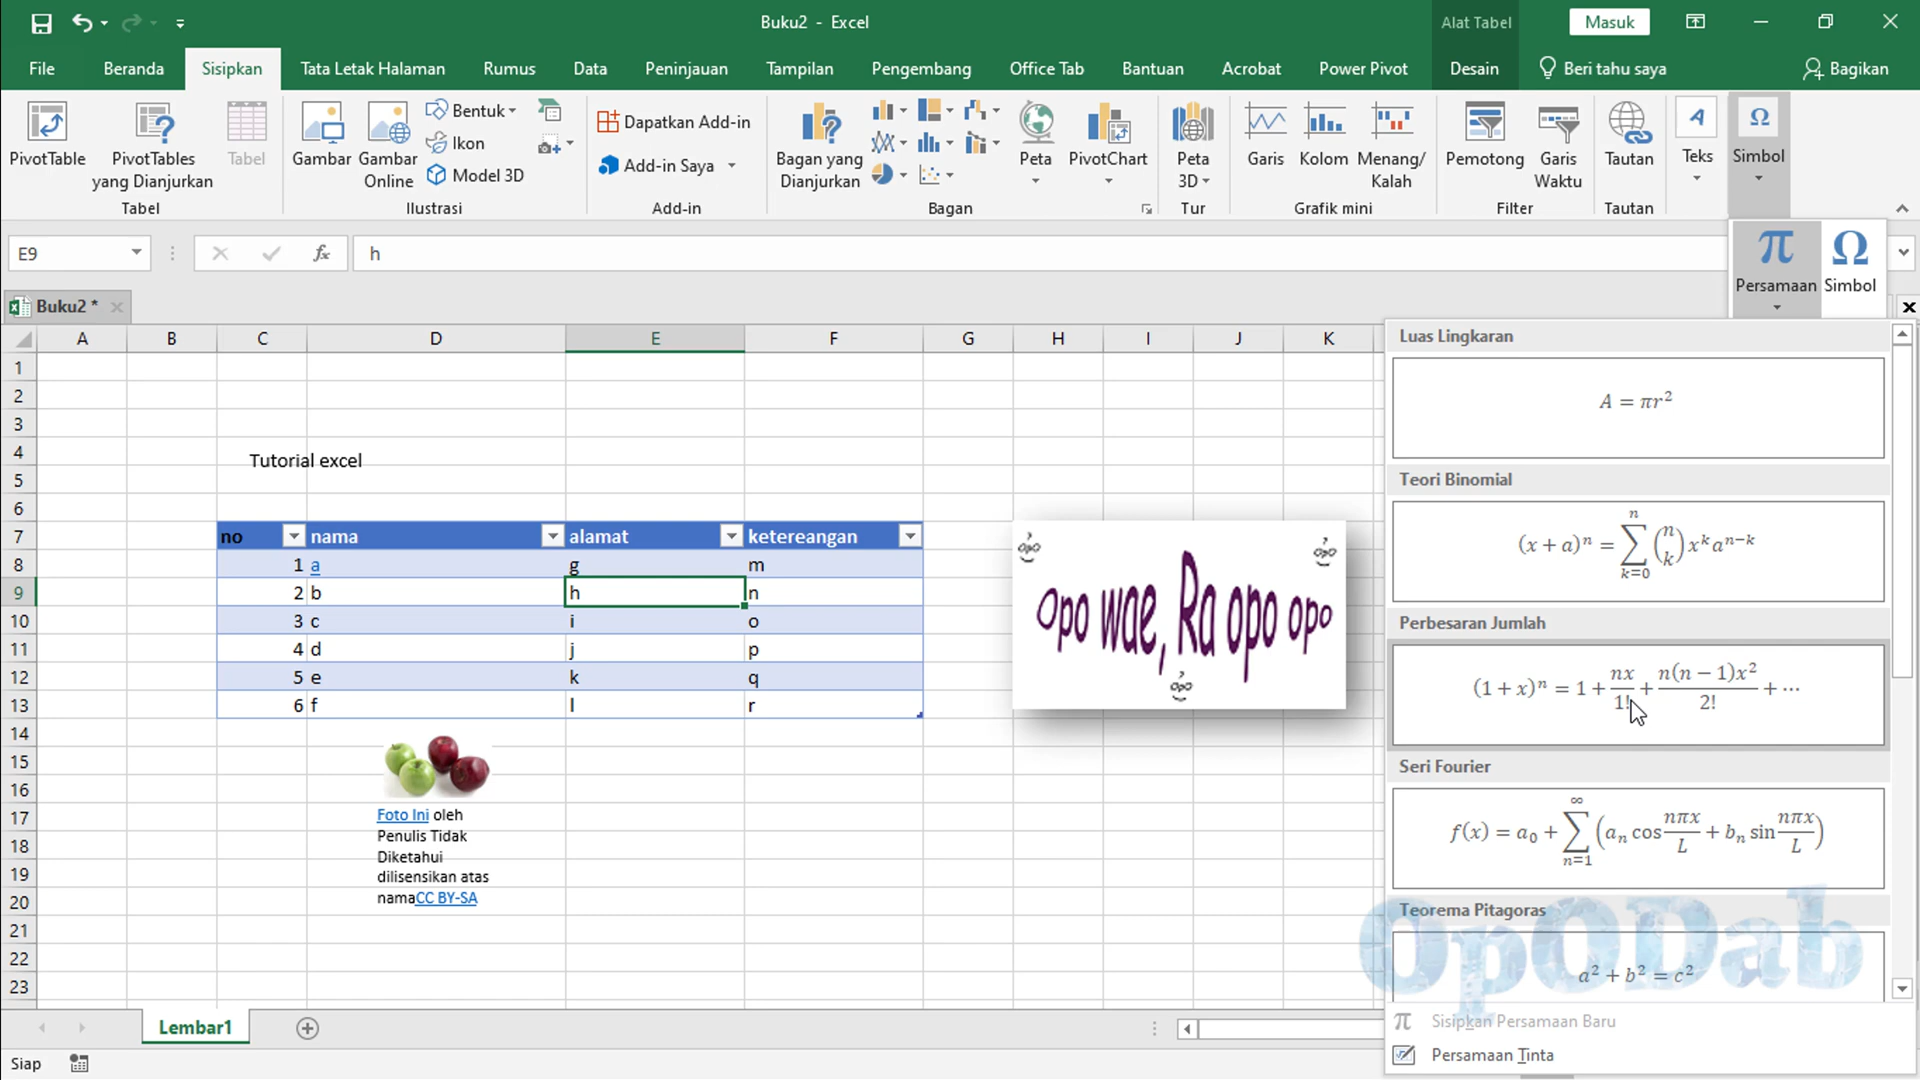 Buku2 - Excel
Alat Tabel
Masuk
File Beranda Sisipkan Tata Letak Halaman Rumus Data Peninjauan Tampilan Pengembang Office Tab Bantuan Acrobat Power Pivot Desain Beri tahu saya Bagikan
PivotTable
PivotTables
yang Dianjurkan
Tabel
Tabel
Gambar
Gambar
Online
Bentuk
Ikon
Model 3D
Ilustrasi
Dapatkan Add-in
Add-in Saya
Add-in
Bagan yang
Dianjurkan
Peta
PivotChart
Bagan
Peta
3D
Tur
Garis
Kolom
Menang/
Kalah
Grafik mini
Pemotong
Garis
Waktu
Filter
Tautan
Tautan
A
Teks
Ω
Simbol
E9
fx
h
π
Persamaan
Ω
Simbol
Buku2 *
A B C D E F G H I J K
1
2
3
4
5
6
7
8
9
10
11
12
13
14
15
16
17
18
19
20
21
22
23
Tutorial excel
no nama alamat ketereangan
1 a g m
2 b h n
3 c i o
4 d j p
5 e k q
6 f l r
Foto Ini oleh
Penulis Tidak
Diketahui
dilisensikan atas
namaCC BY-SA
opo
opo
Opo wae, Ra opo opo
opo
Luas Lingkaran
A = πr²
Teori Binomial
(x + a)ⁿ = ∑ₖ₌₀ⁿ (n k) xᵏaⁿ⁻ᵏ
Perbesaran Jumlah
(1 + x)ⁿ = 1 + nx/1! + n(n − 1)x²/2! + ⋯
Seri Fourier
f(x) = a₀ + ∑ₙ₌₁^∞ (aₙ cos nπx/L + bₙ sin nπx/L)
Teorema Pitagoras
a² + b² = c²
OpODab
π Sisipkan Persamaan Baru
Persamaan Tinta
Lembar1
Siap